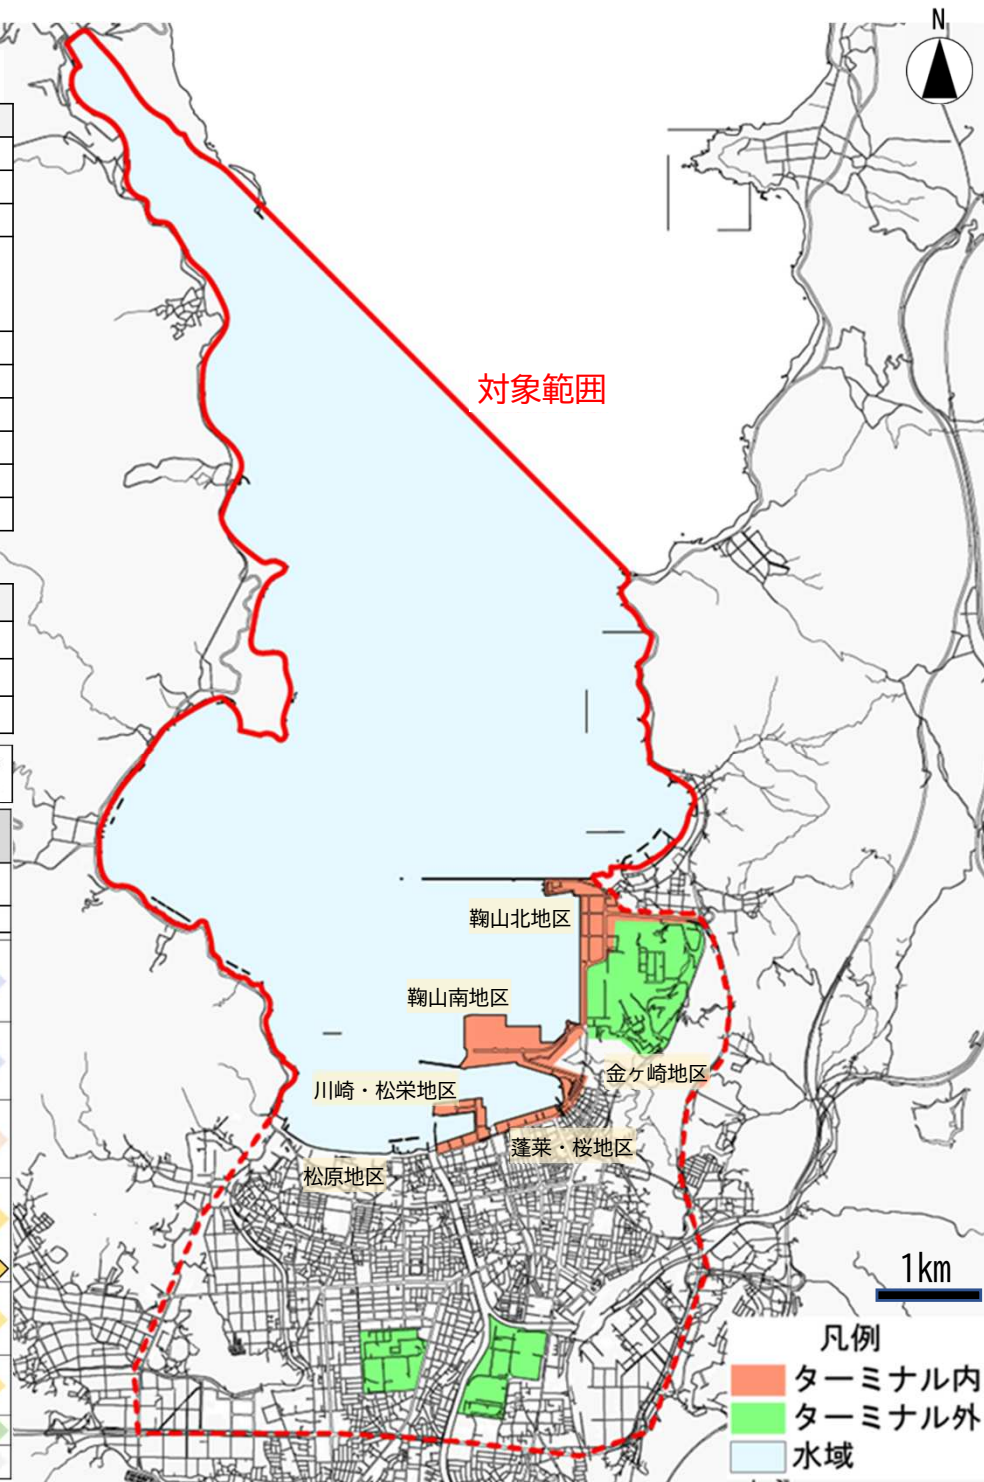 N
対象範囲
鞠山北地区
鞠山南地区
金ケ崎地区
川崎・松栄地区
蓬莱・桜地区
松原地区
1km
凡例
ターミナル内
ターミナル外
水域